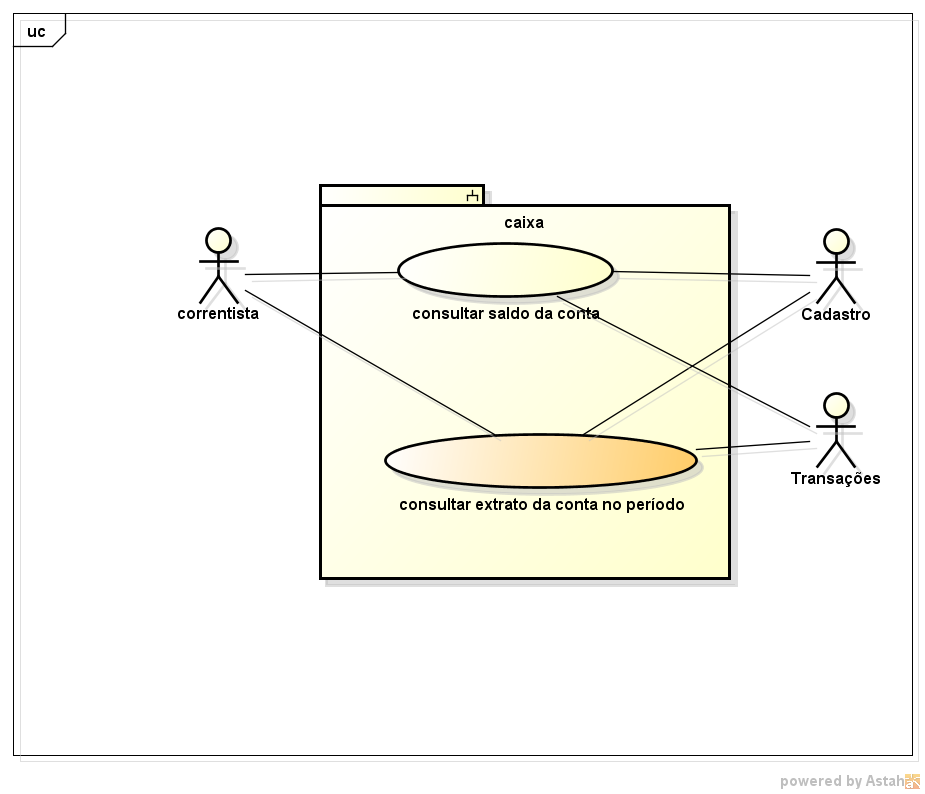 uc
caixa
correntista
consultar saldo da conta
Cadastro
Transações
consultar extrato da conta no período
powered by Astah